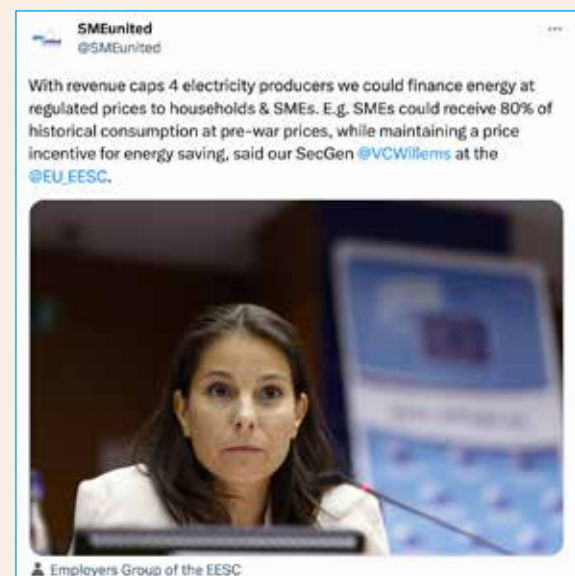 SMEunited
@SMEunited
With revenue caps 4 electricity producers we could finance energy at
regulated prices to households & SMEs. E.g. SMEs could receive 80% of
historical consumption at pre-war prices, while maintaining a price
incentive for energy saving, said our SecGen @VCWillems at the
@EU_EESC.
Employers Group of the EESC